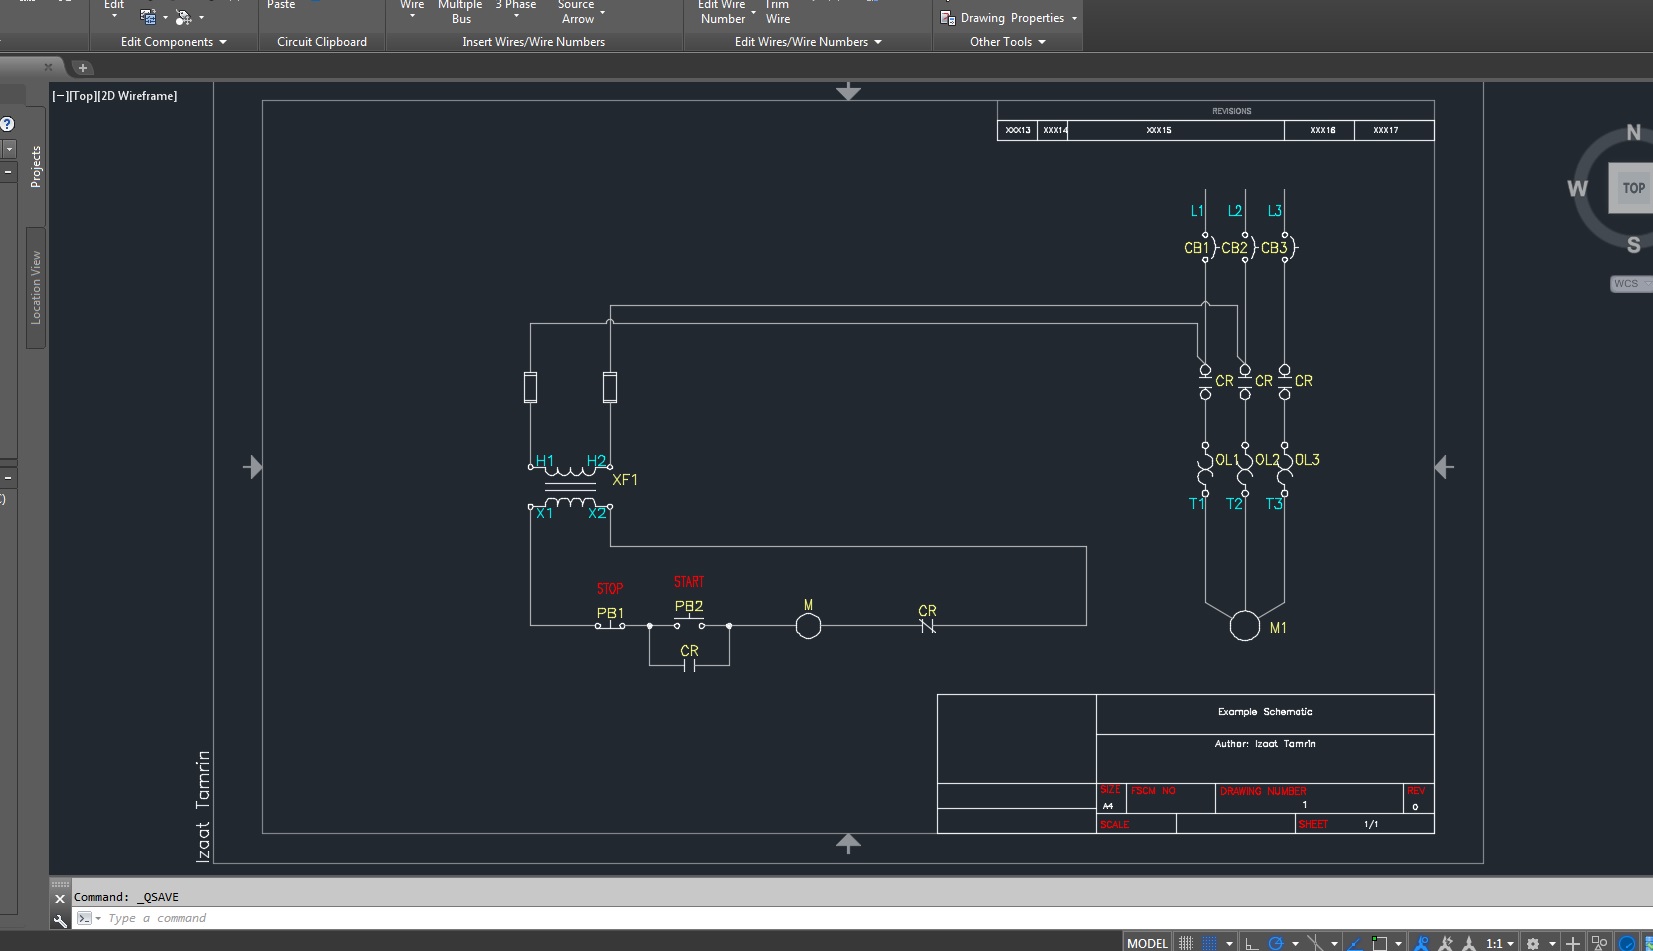 Edit
Paste
Wire Multiple 3 Phase Source
Bus Arrow
Edit Wire Trim
Number Wire
Drawing Properties
Edit Components
Circuit Clipboard
Insert Wires/Wire Numbers
Edit Wires/Wire Numbers
Other Tools
[−][Top][2D Wireframe]
Projects
Location View
REVISIONS
XXX13 XXX14 XXX15 XXX16 XXX17
N
W TOP
S
WCS
L1 L2 L3
CB1 CB2 CB3
CR CR CR
H1 H2
XF1
X1 X2
OL1 OL2 OL3
T1 T2 T3
STOP START
PB1 PB2 M CR
CR
M1
Example Schematic
Author: Izaat Tamrin
SIZE FSCM NO DRAWING NUMBER REV
A4 1 0
SCALE SHEET 1/1
Izaat Tamrin
Command: _QSAVE
Type a command
MODEL 1:1